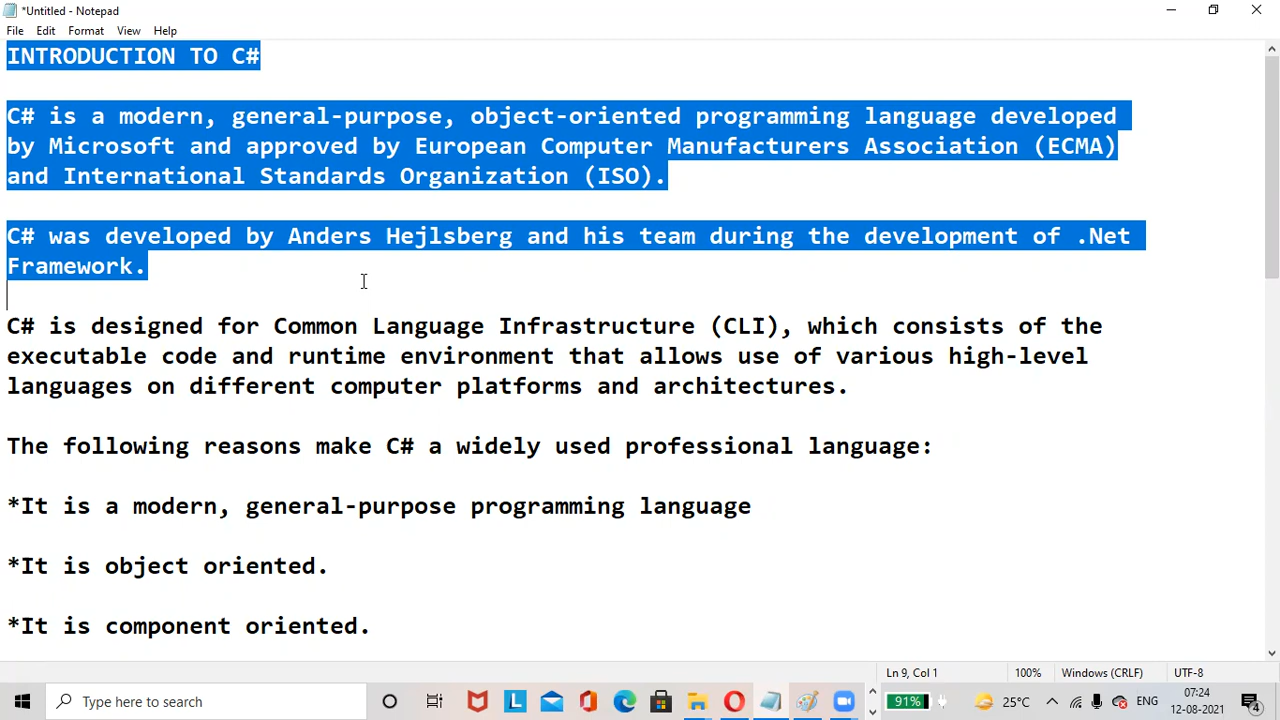 *Untitled - Notepad
File Edit Format View Help
INTRODUCTION TO C#
C# is a modern, general-purpose, object-oriented programming language developed
by Microsoft and approved by European Computer Manufacturers Association (ECMA)
and International Standards Organization (ISO).
C# was developed by Anders Hejlsberg and his team during the development of .Net
Framework.
C# is designed for Common Language Infrastructure (CLI), which consists of the
executable code and runtime environment that allows use of various high-level
languages on different computer platforms and architectures.
The following reasons make C# a widely used professional language:
*It is a modern, general-purpose programming language
*It is object oriented.
*It is component oriented.
Ln 9, Col 1 100% Windows (CRLF) UTF-8
Type here to search 91% 25°C ENG 07:24
12-08-2021 4